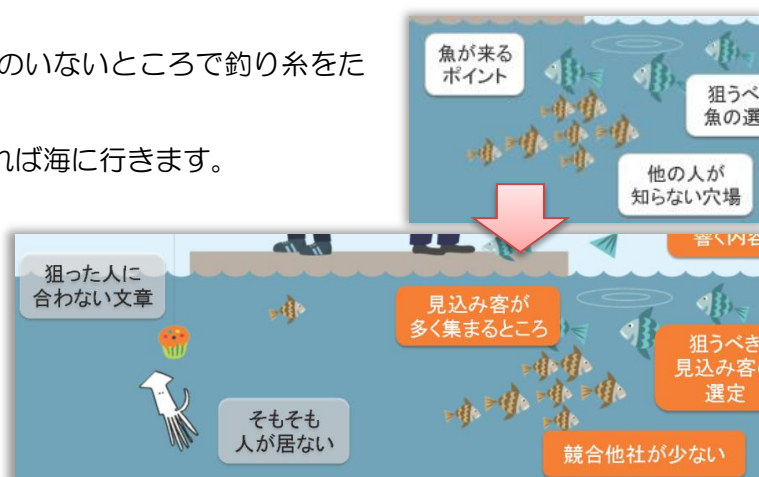 のいないところで釣り糸をた
れば海に行きます。
魚が来る
ポイント
狙うべ
魚の選
他の人が
知らない穴場
響く内容
狙った人に
合わない文章
見込み客が
多く集まるところ
狙うべき
見込み客の
選定
そもそも
人が居ない
競合他社が少ない